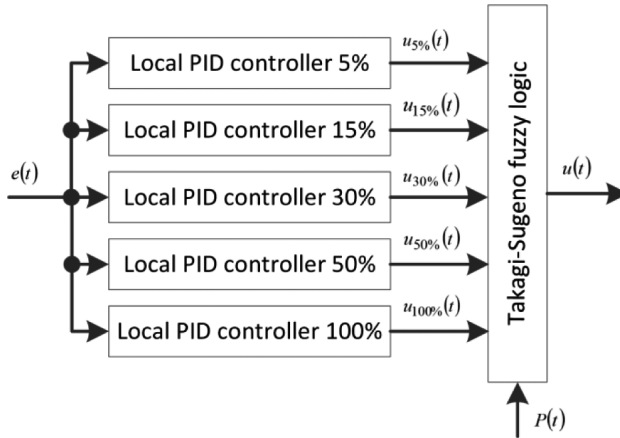 Local PID controller 5%
u5%(t)
Local PID controller 15%
u15%(t)
e(t)
Local PID controller 30%
u30%(t)
Takagi-Sugeno fuzzy logic
u(t)
Local PID controller 50%
u50%(t)
Local PID controller 100%
u100%(t)
P(t)